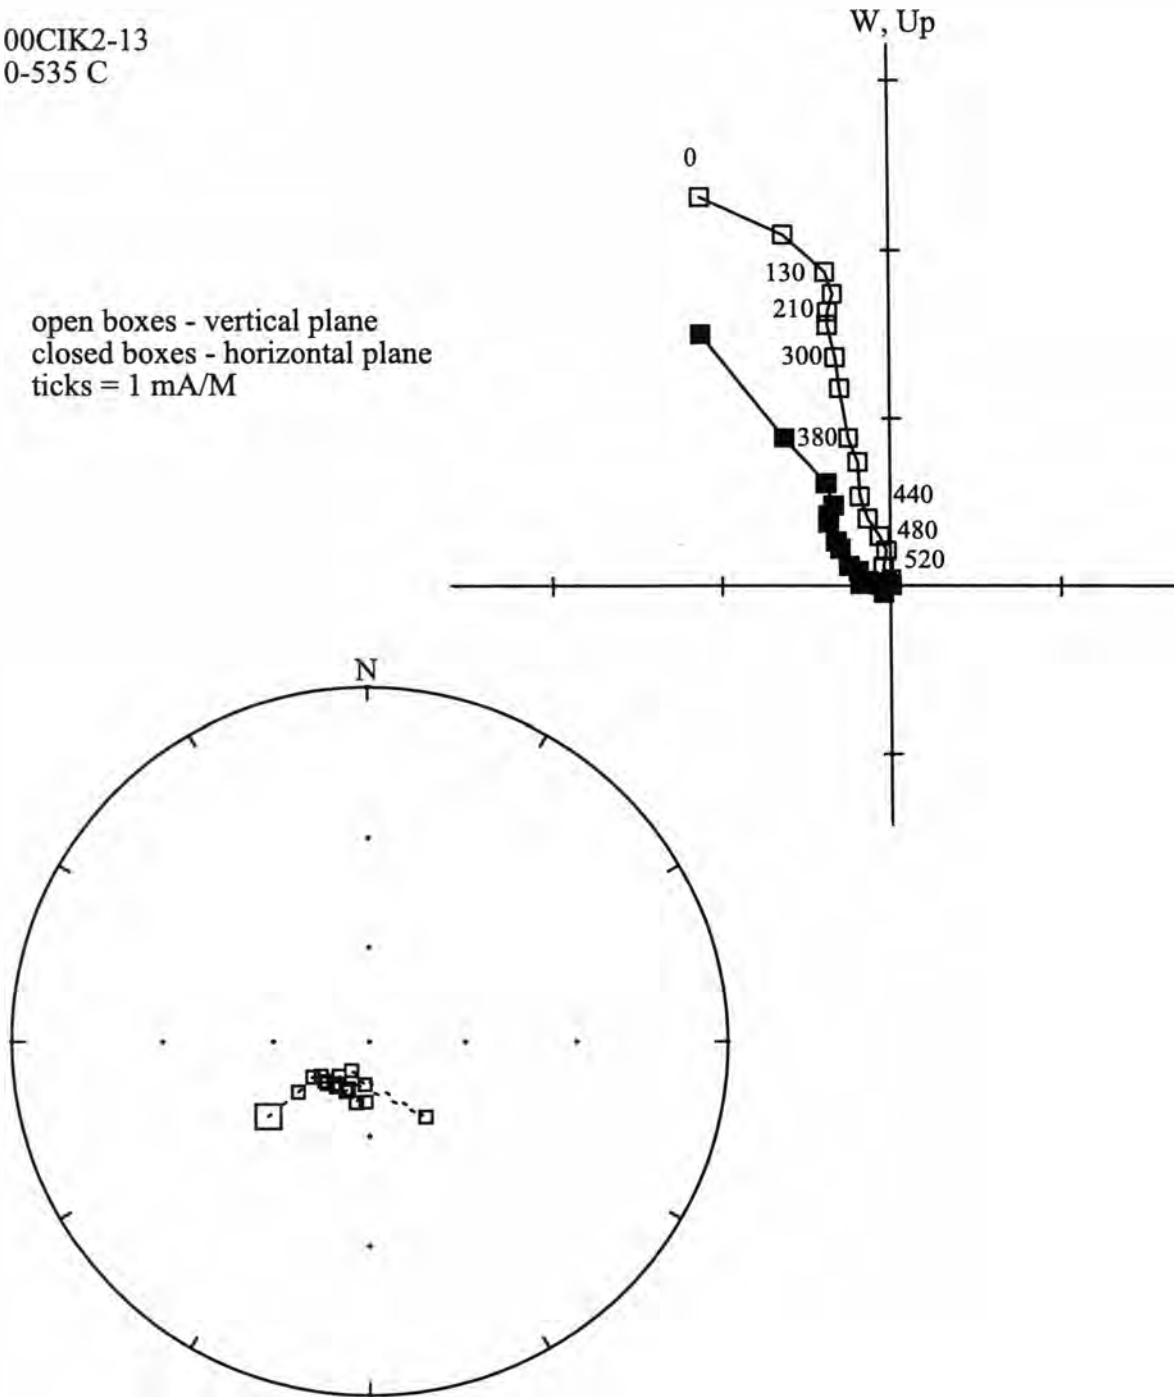 00CIK2-13
0-535 C
W, Up
0
130
210
300
380
440
480
520
open boxes - vertical plane
closed boxes - horizontal plane
ticks = 1 mA/M
N